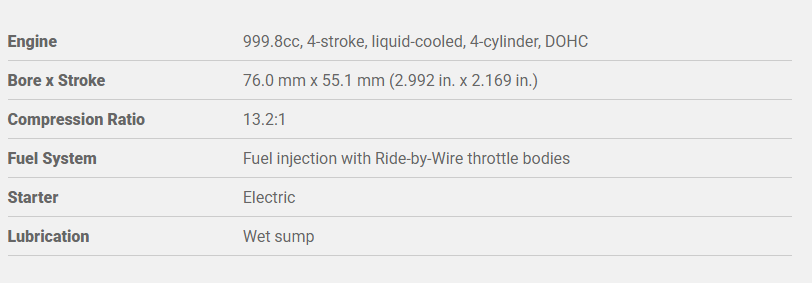 Engine 999.8cc, 4-stroke, liquid-cooled, 4-cylinder, DOHC
Bore x Stroke 76.0 mm x 55.1 mm (2.992 in. x 2.169 in.)
Compression Ratio 13.2:1
Fuel System Fuel injection with Ride-by-Wire throttle bodies
Starter Electric
Lubrication Wet sump